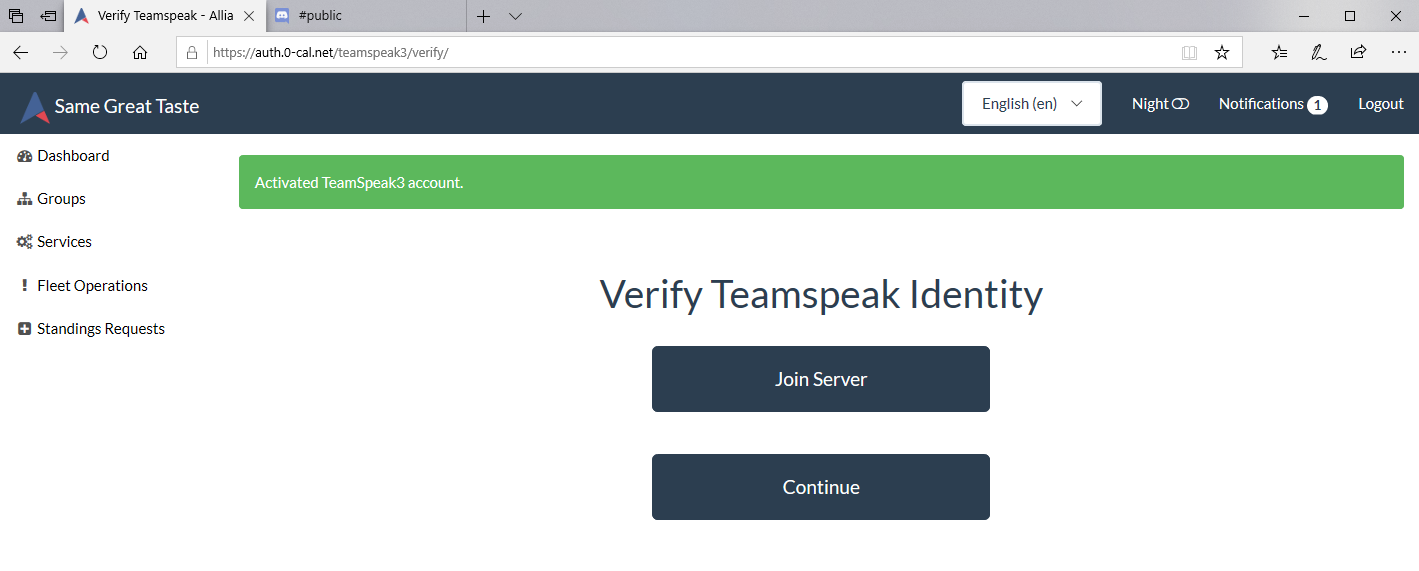 Verify Teamspeak - Allia
#public
https://auth.0-cal.net/teamspeak3/verify/
Same Great Taste
English (en)
Night
Notifications 1
Logout
Dashboard
Groups
Services
Fleet Operations
Standings Requests
Activated TeamSpeak3 account.
Verify Teamspeak Identity
Join Server
Continue